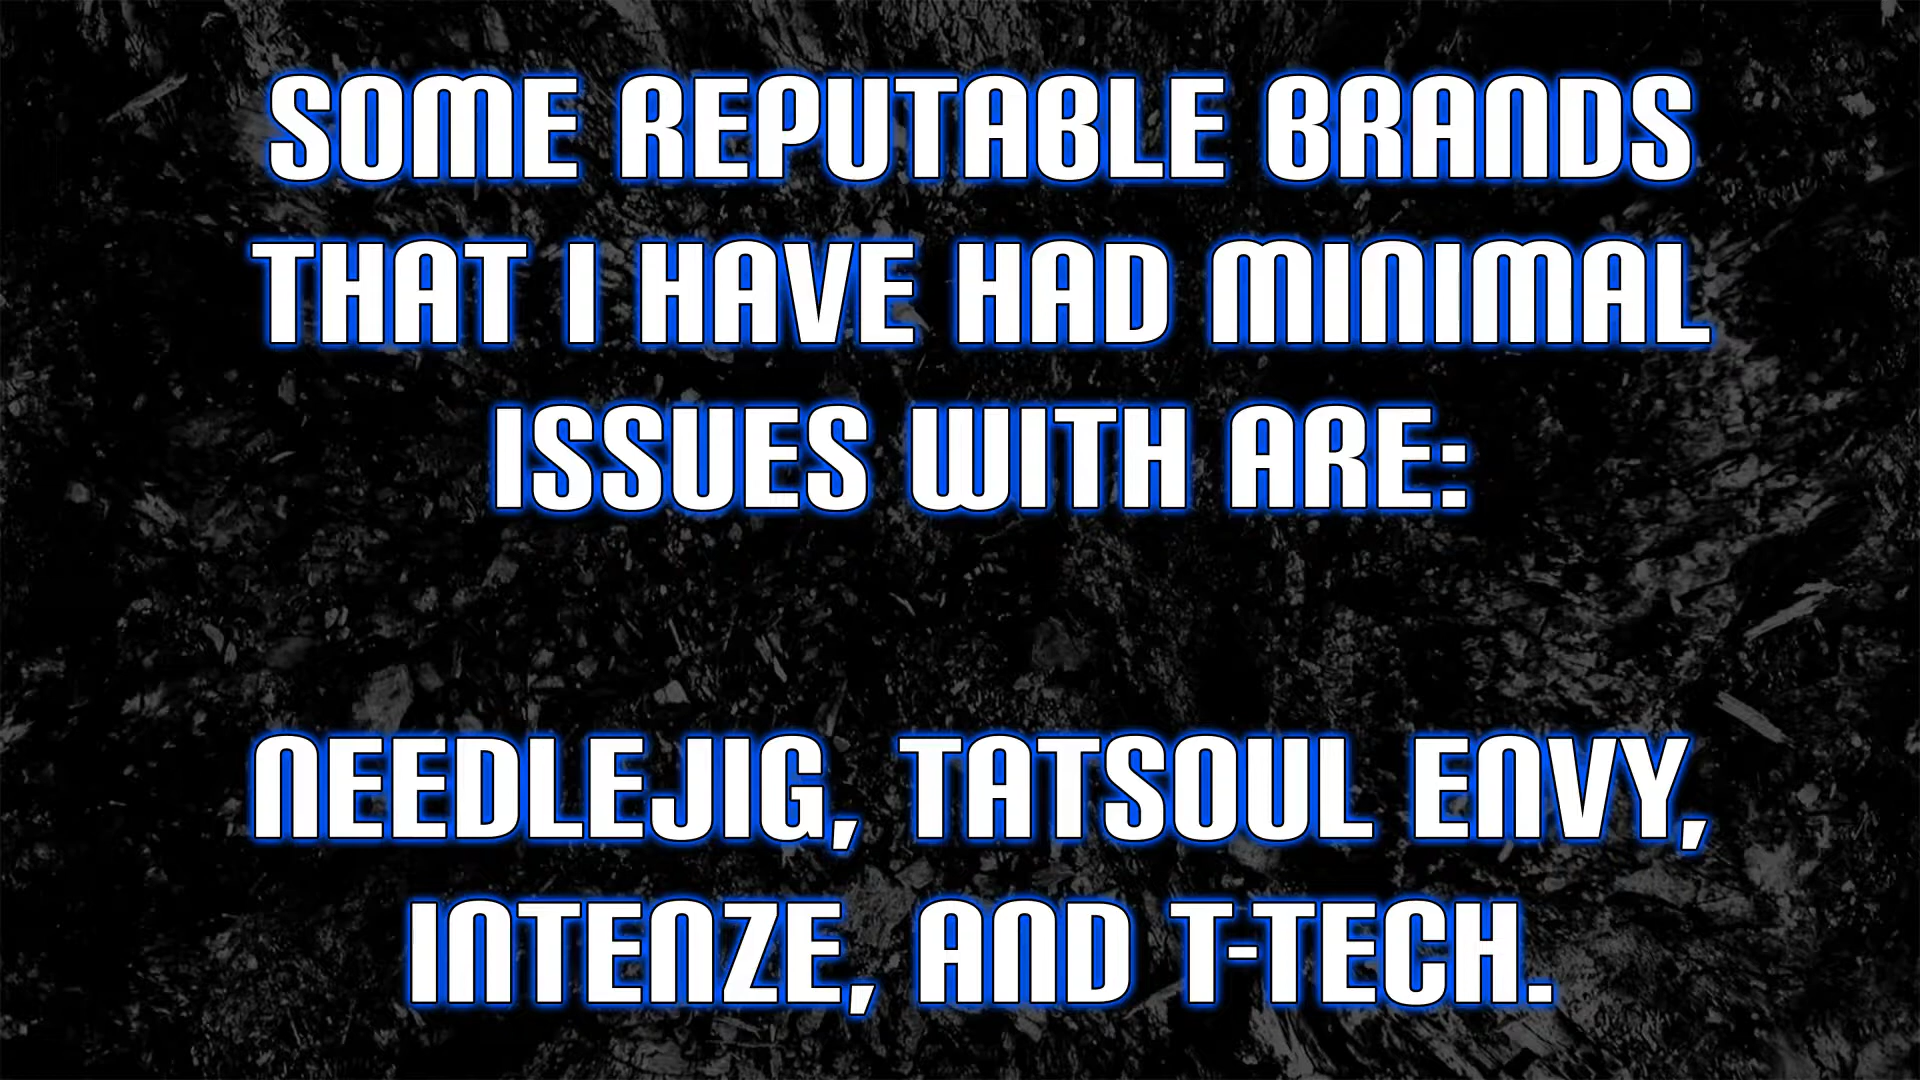 SOME REPUTABLE BRANDS
THAT I HAVE HAD MINIMAL
ISSUES WITH ARE:
NEEDLEJIG, TATSOUL ENVY,
INTENZE, AND T-TECH.